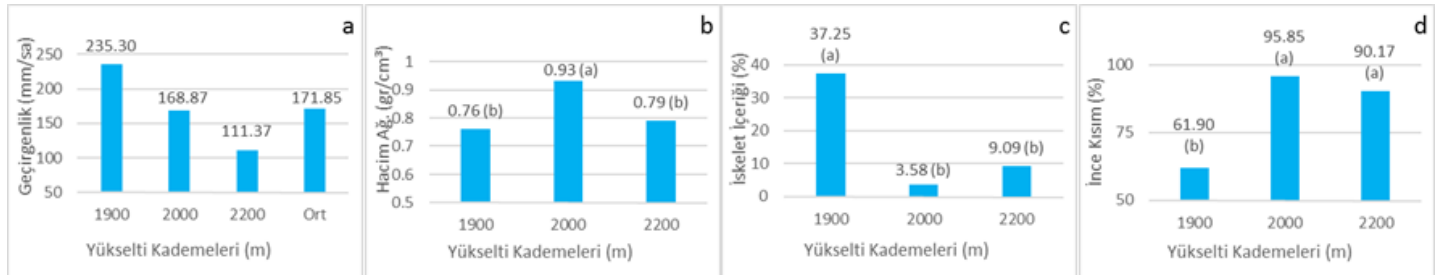 a
Geçirgenlik (mm/sa)
250
200
150
100
50
235.30
168.87
111.37
171.85
1900 2000 2200 Ort
Yükselti Kademeleri (m)
b
Hacim Ağ. (gr/cm³)
1
0.9
0.8
0.7
0.6
0.5
0.76 (b)
0.93 (a)
0.79 (b)
1900 2000 2200
Yükselti Kademeleri (m)
c
İskelet İçeriği (%)
40
30
20
10
0
37.25
(a)
3.58 (b)
9.09 (b)
1900 2000 2200
Yükselti Kademeleri (m)
d
İnce Kısım (%)
100
75
50
61.90
(b)
95.85
(a)
90.17
(a)
1900 2000 2200
Yükselti Kademeleri (m)